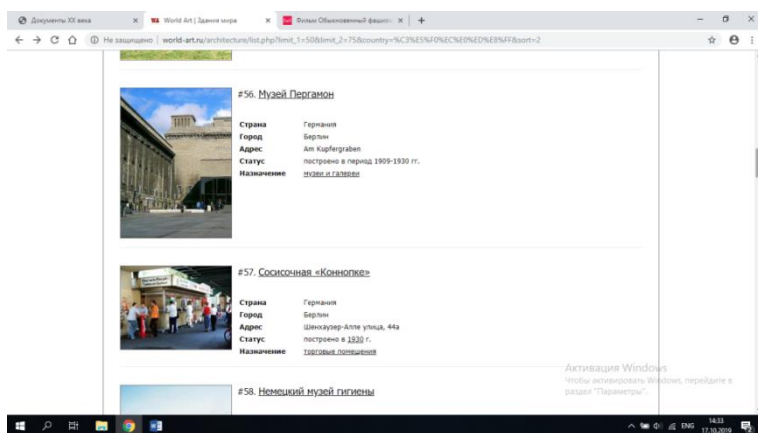 Документы XX века
World Art | Здания мира
Фильм Обыкновенный фашизм
Не защищено | world-art.ru/architecture/list.php?limit_1=50&limit_2=75&country=%C3%E5%F0%EC%E0%ED%E8%FF&sort=2
#56. Музей Пергамон
Страна Германия
Город Берлин
Адрес Am Kupfergraben
Статус построено в период 1909-1930 гг.
Назначение музеи и галереи
#57. Сосисочная «Коннопке»
Страна Германия
Город Берлин
Адрес Шенхаузер-Алле улица, 44а
Статус построено в 1930 г.
Назначение торговые помещения
#58. Немецкий музей гигиены
Активация Windows
Чтобы активировать Windows, перейдите в
раздел "Параметры".
ENG
14:33
17.10.2019